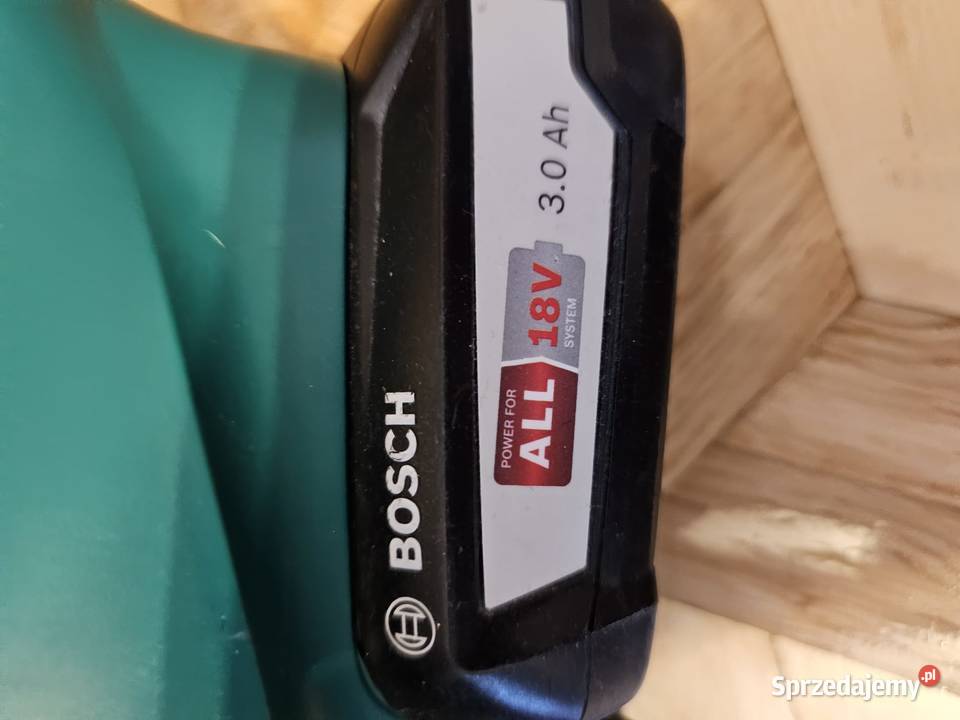 BOSCH
POWER FOR
ALL 18V
SYSTEM
3.0 Ah
Sprzedajemy.pl